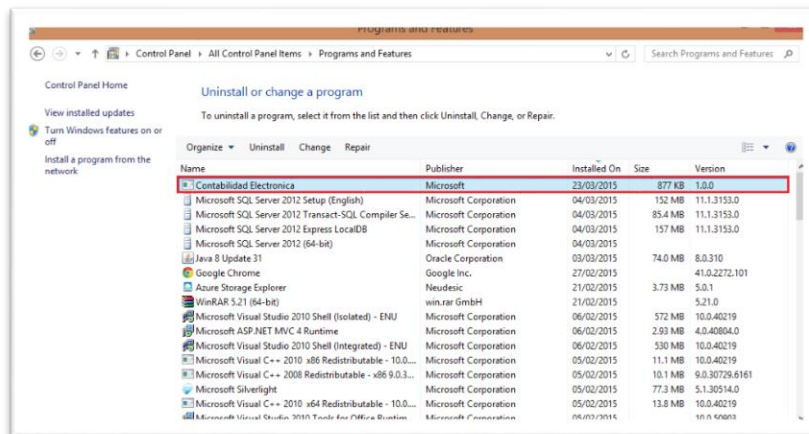 Programs and Features
Control Panel › All Control Panel Items › Programs and Features
Search Programs and Features
Control Panel Home
View installed updates
Turn Windows features on or off
Install a program from the network
Uninstall or change a program
To uninstall a program, select it from the list and then click Uninstall, Change, or Repair.
Organize Uninstall Change Repair
Name Publisher Installed On Size Version
Contabilidad Electronica Microsoft 23/03/2015 877 KB 1.0.0
Microsoft SQL Server 2012 Setup (English) Microsoft Corporation 04/03/2015 152 MB 11.1.3153.0
Microsoft SQL Server 2012 Transact-SQL Compiler Se... Microsoft Corporation 04/03/2015 85.4 MB 11.1.3153.0
Microsoft SQL Server 2012 Express LocalDB Microsoft Corporation 04/03/2015 157 MB 11.1.3153.0
Microsoft SQL Server 2012 (64-bit) Microsoft Corporation 04/03/2015
Java 8 Update 31 Oracle Corporation 03/03/2015 74.0 MB 8.0.310
Google Chrome Google Inc. 27/02/2015 41.0.2272.101
Azure Storage Explorer Neudesic 21/02/2015 3.73 MB 5.0.1
WinRAR 5.21 (64-bit) win.rar GmbH 21/02/2015 5.21.0
Microsoft Visual Studio 2010 Shell (Isolated) - ENU Microsoft Corporation 06/02/2015 572 MB 10.0.40219
Microsoft ASP.NET MVC 4 Runtime Microsoft Corporation 06/02/2015 2.93 MB 4.0.40804.0
Microsoft Visual Studio 2010 Shell (Integrated) - ENU Microsoft Corporation 06/02/2015 530 MB 10.0.40219
Microsoft Visual C++ 2010 x86 Redistributable - 10.0.... Microsoft Corporation 05/02/2015 11.1 MB 10.0.40219
Microsoft Visual C++ 2008 Redistributable - x86 9.0.3... Microsoft Corporation 05/02/2015 10.1 MB 9.0.30729.6161
Microsoft Silverlight Microsoft Corporation 05/02/2015 77.3 MB 5.1.30514.0
Microsoft Visual C++ 2010 x64 Redistributable - 10.0.... Microsoft Corporation 05/02/2015 13.8 MB 10.0.40219
Microsoft Visual Studio 2010 Tools for Office Runtim... Microsoft Corporation 05/02/2015 10.0.50903